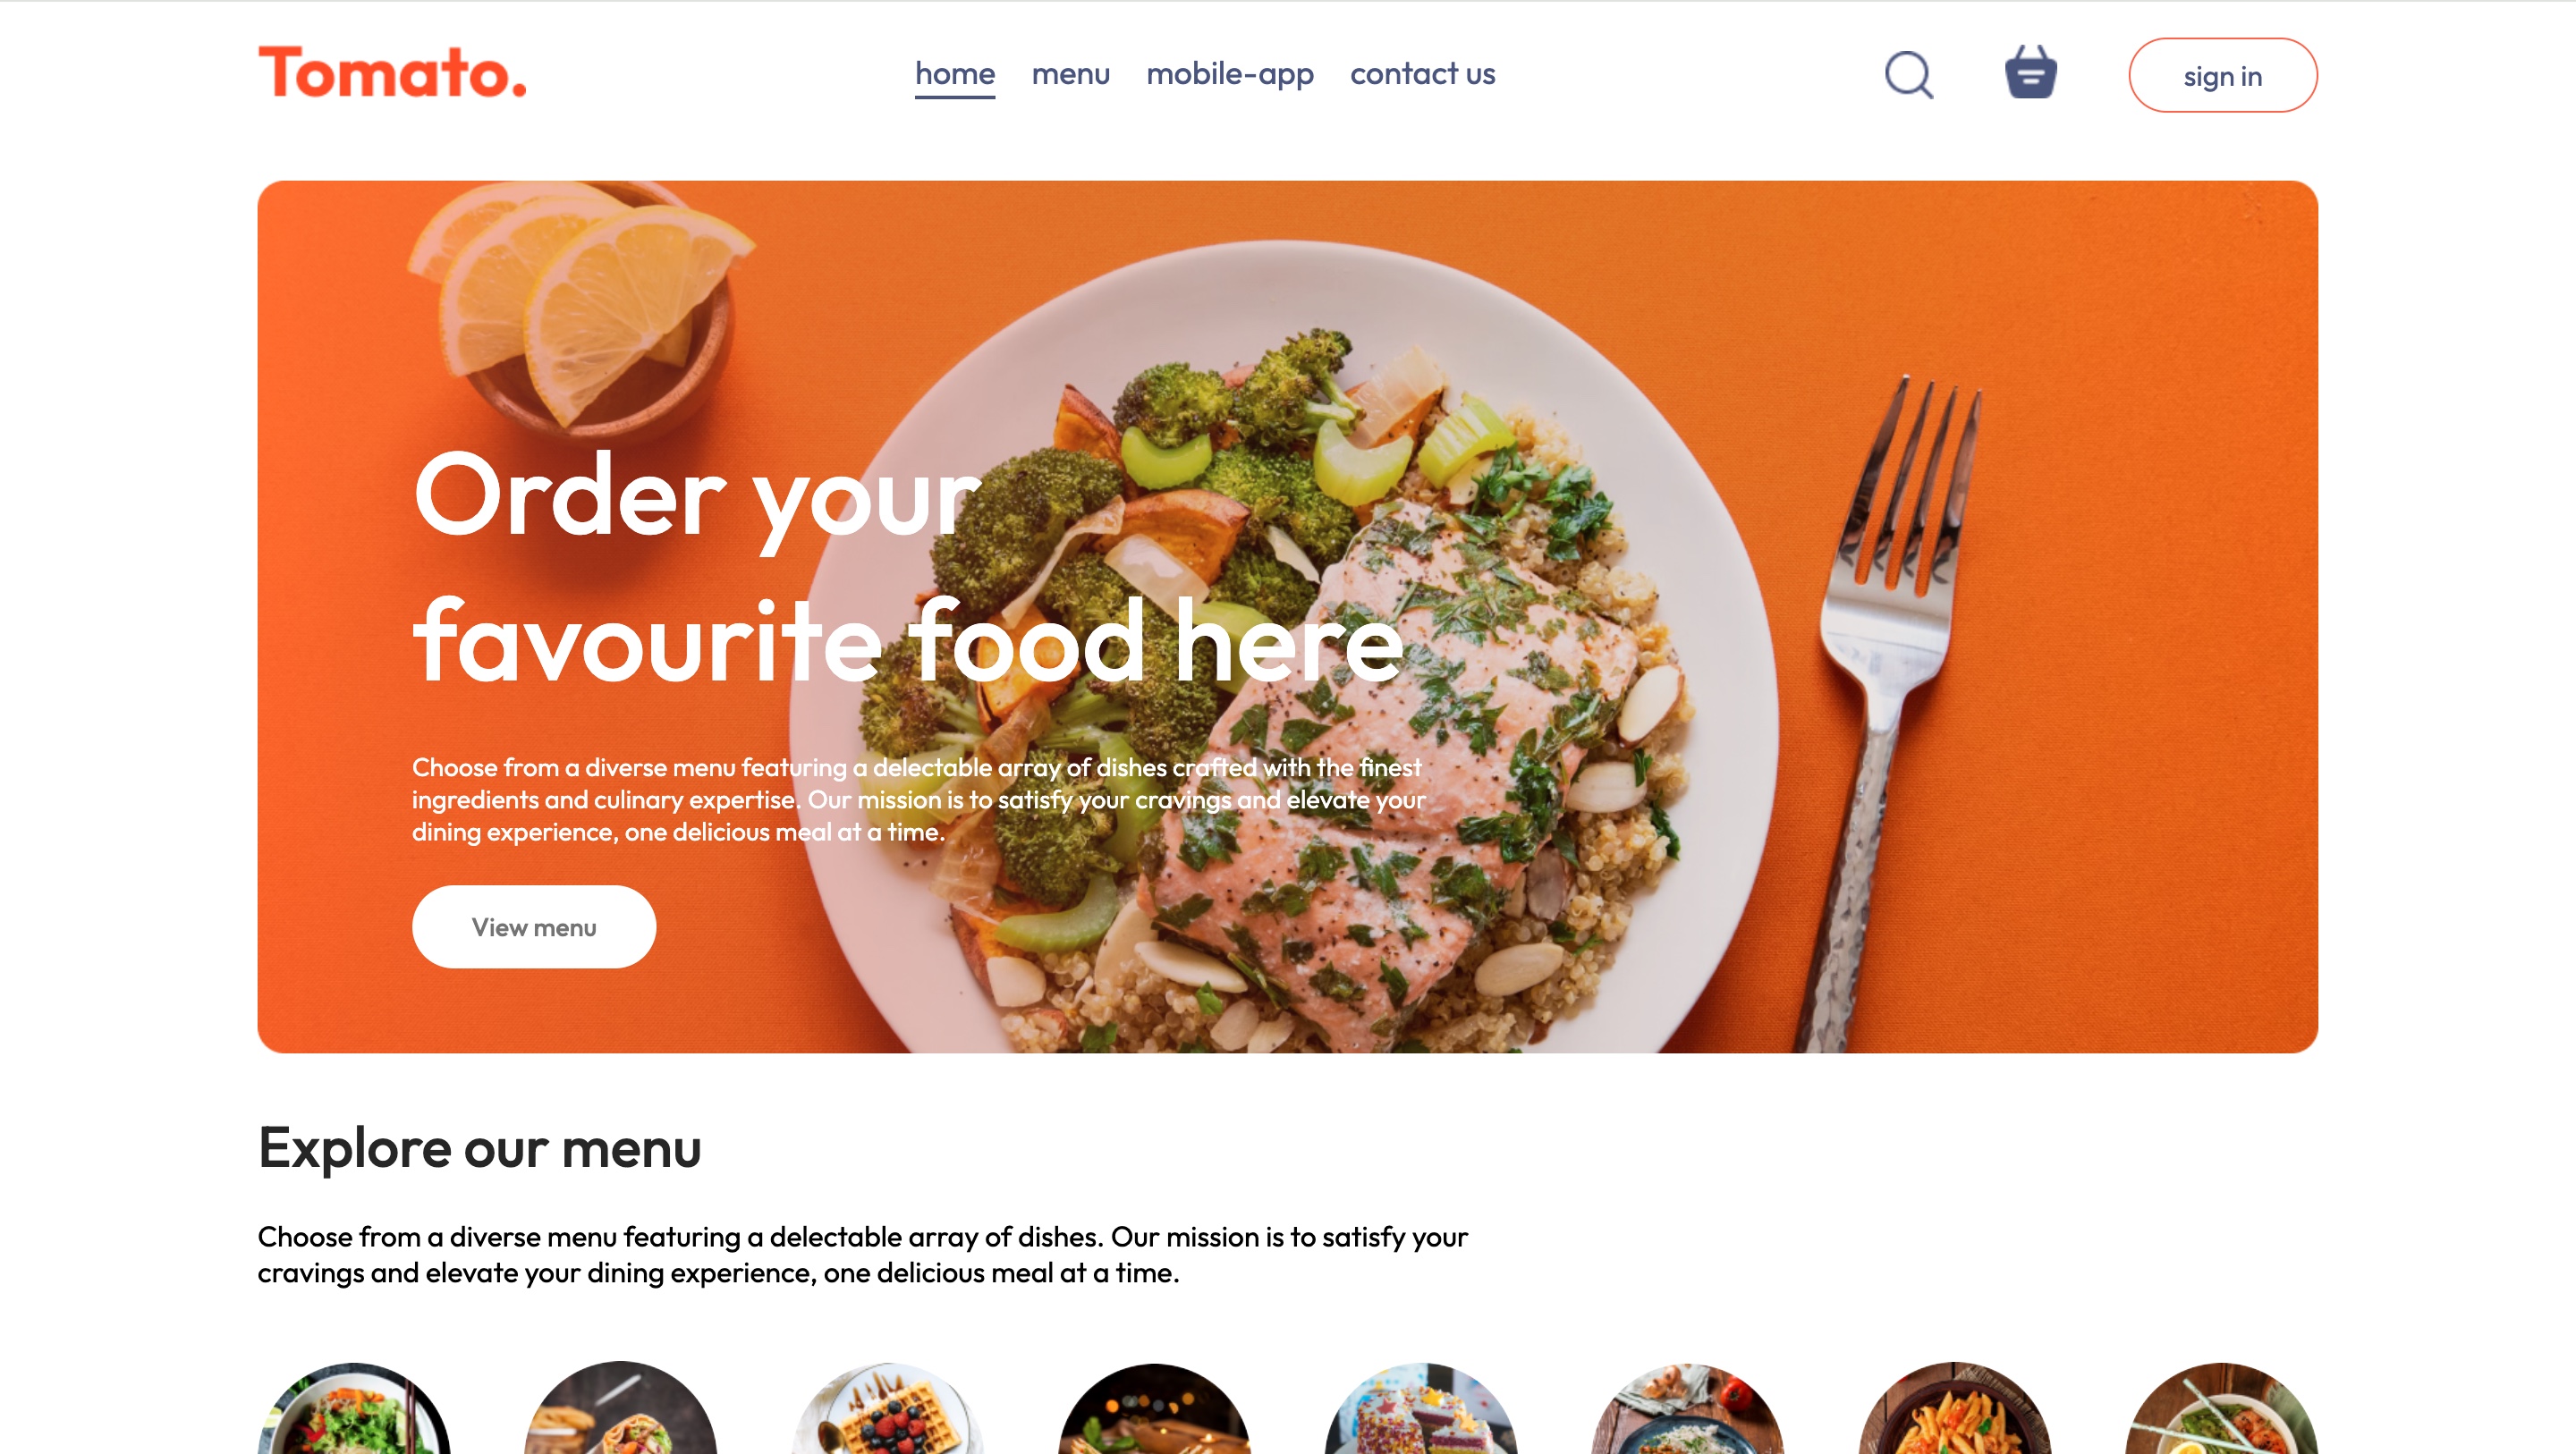 Tomato.
home menu mobile-app contact us
sign in
Order your
favourite food here
Choose from a diverse menu featuring a delectable array of dishes crafted with the finest
ingredients and culinary expertise. Our mission is to satisfy your cravings and elevate your
dining experience, one delicious meal at a time.
View menu
Explore our menu
Choose from a diverse menu featuring a delectable array of dishes. Our mission is to satisfy your
cravings and elevate your dining experience, one delicious meal at a time.